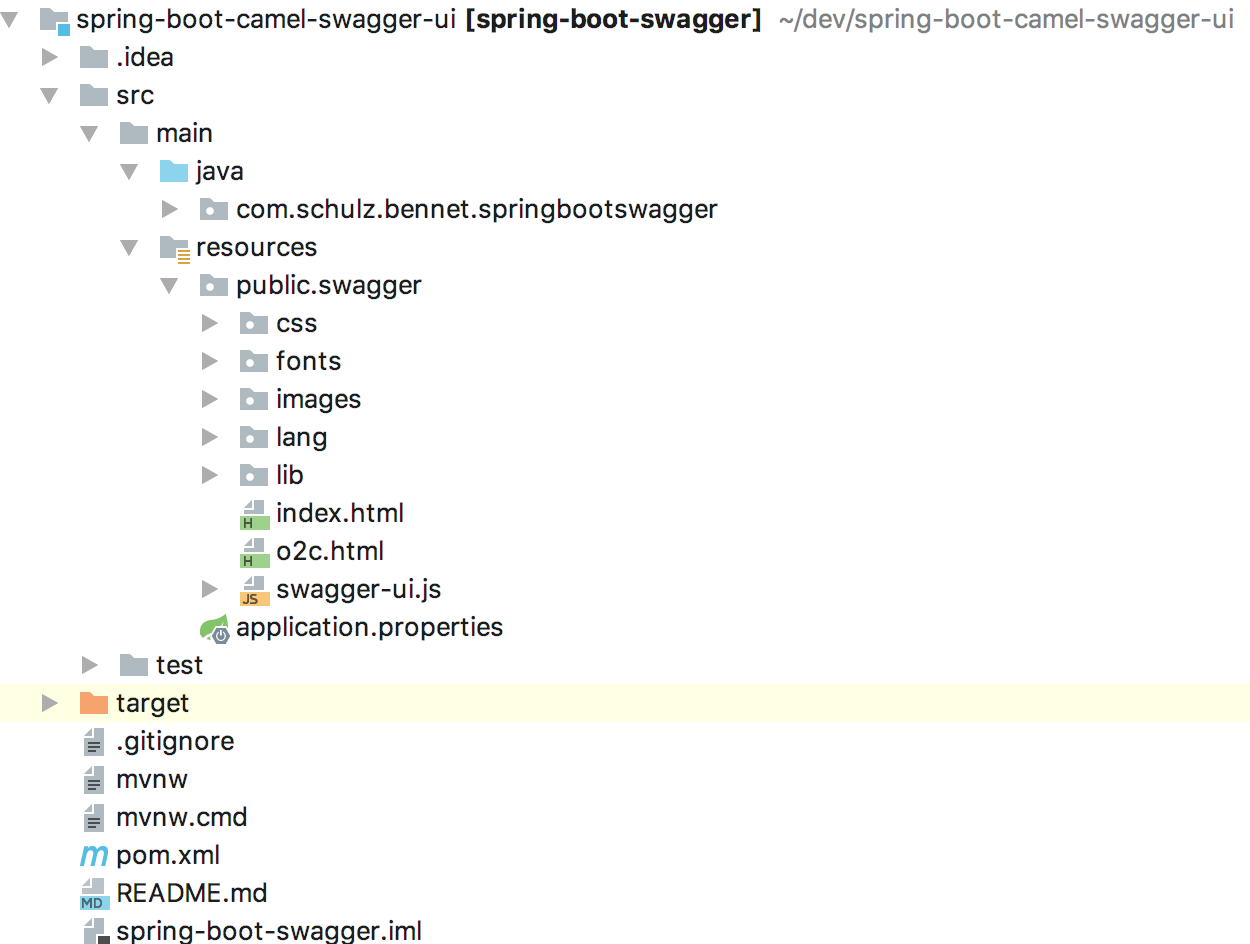 spring-boot-camel-swagger-ui [spring-boot-swagger] ~/dev/spring-boot-camel-swagger-ui
.idea
src
main
java
com.schulz.bennet.springbootswagger
resources
public.swagger
css
fonts
images
lang
lib
H index.html
H o2c.html
JS swagger-ui.js
application.properties
test
target
.gitignore
mvnw
mvnw.cmd
m pom.xml
MD README.md
spring-boot-swagger.iml